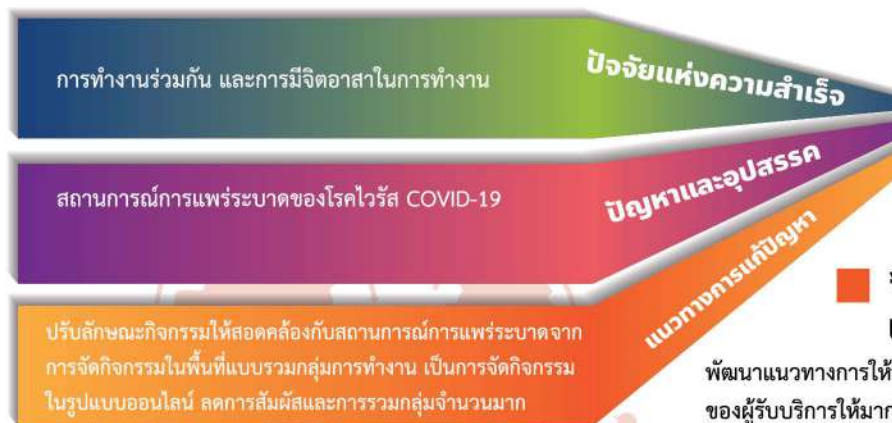 การทำงานร่วมกัน และการมีจิตอาสาในการทำงาน
ปัจจัยแห่งความสำเร็จ
สถานการณ์การแพร่ระบาดของโรคไวรัส COVID-19
ปัญหาและอุปสรรค
แนวทางการแก้ปัญหา
ปรับลักษณะกิจกรรมให้สอดคล้องกับสถานการณ์การแพร่ระบาดจาก
การจัดกิจกรรมในพื้นที่แบบรวมกลุ่มการทำงาน เป็นการจัดกิจกรรม
ในรูปแบบออนไลน์ ลดการสัมผัสและการรวมกลุ่มจำนวนมาก
พัฒนาแนวทางการให้
ของผู้รับบริการให้มาก